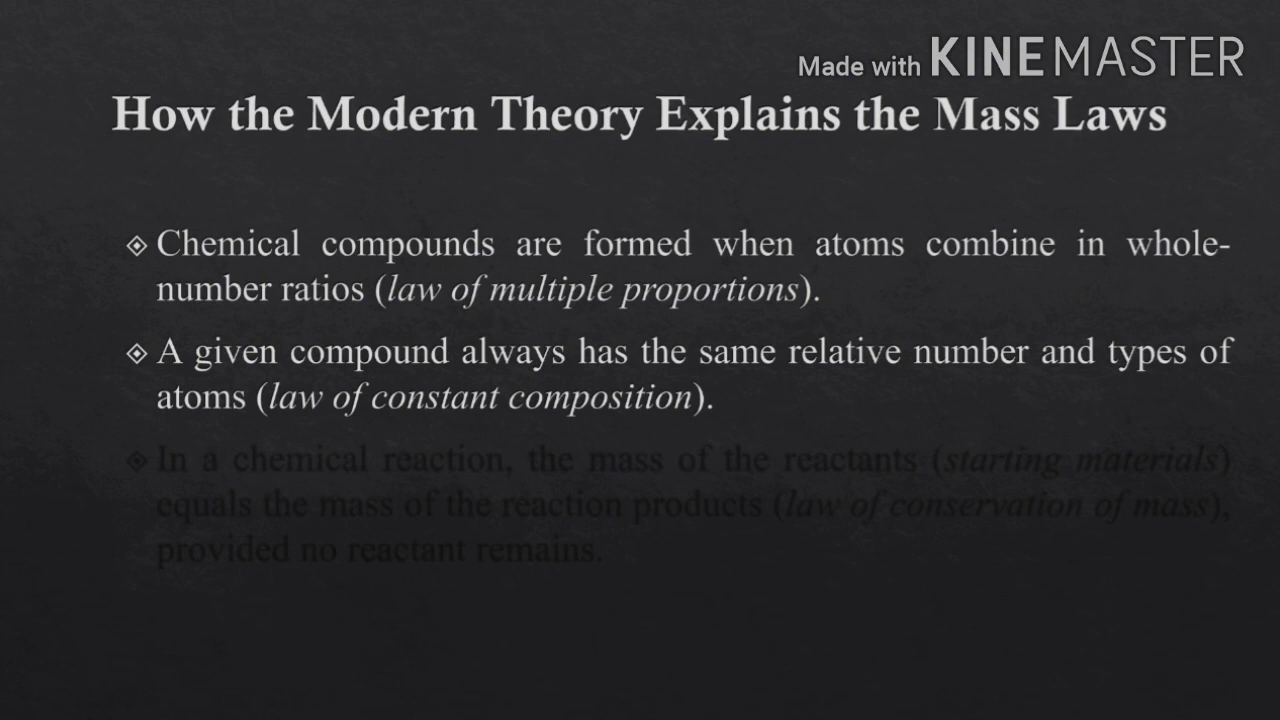 Made with KINEMASTER
How the Modern Theory Explains the Mass Laws
Chemical compounds are formed when atoms combine in whole-
number ratios (law of multiple proportions).
A given compound always has the same relative number and types of
atoms (law of constant composition).
In a chemical reaction, the mass of the reactants (starting materials)
equals the mass of the reaction products (law of conservation of mass),
provided no reactant remains.